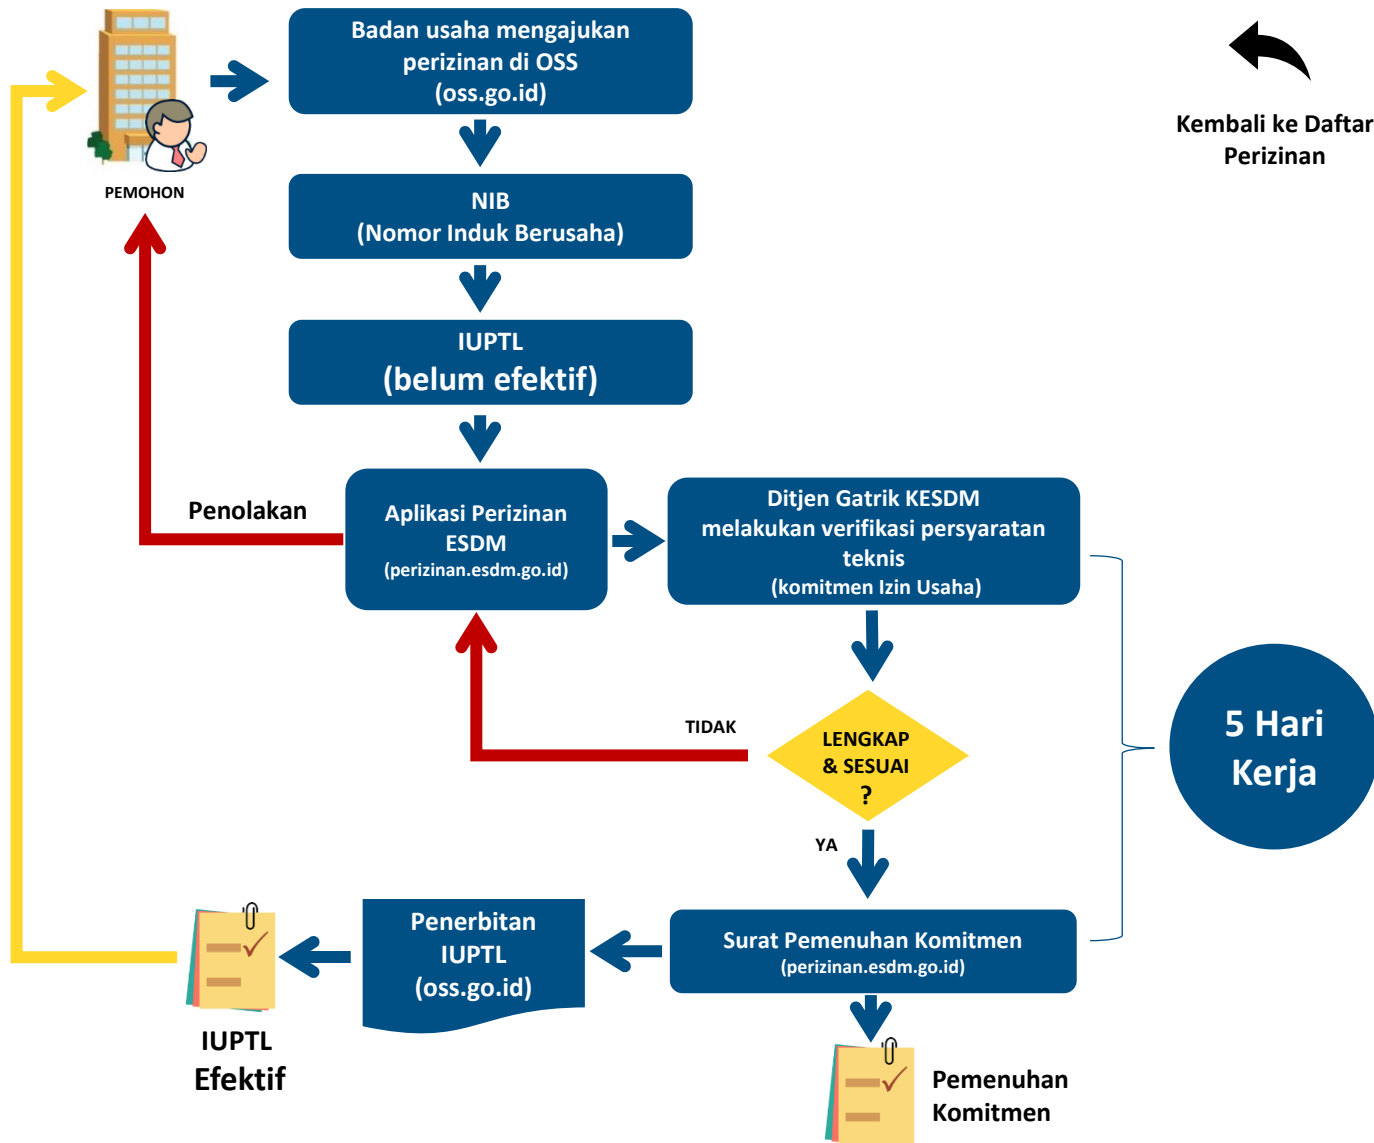 Badan usaha mengajukan
perizinan di OSS
(oss.go.id)
Kembali ke Daftar
Perizinan
PEMOHON
NIB
(Nomor Induk Berusaha)
IUPTL
(belum efektif)
Penolakan
Aplikasi Perizinan
ESDM
(perizinan.esdm.go.id)
Ditjen Gatrik KESDM
melakukan verifikasi persyaratan
teknis
(komitmen Izin Usaha)
TIDAK
LENGKAP
& SESUAI
?
5 Hari
Kerja
YA
Surat Pemenuhan Komitmen
(perizinan.esdm.go.id)
Penerbitan
IUPTL
(oss.go.id)
IUPTL
Efektif
Pemenuhan
Komitmen